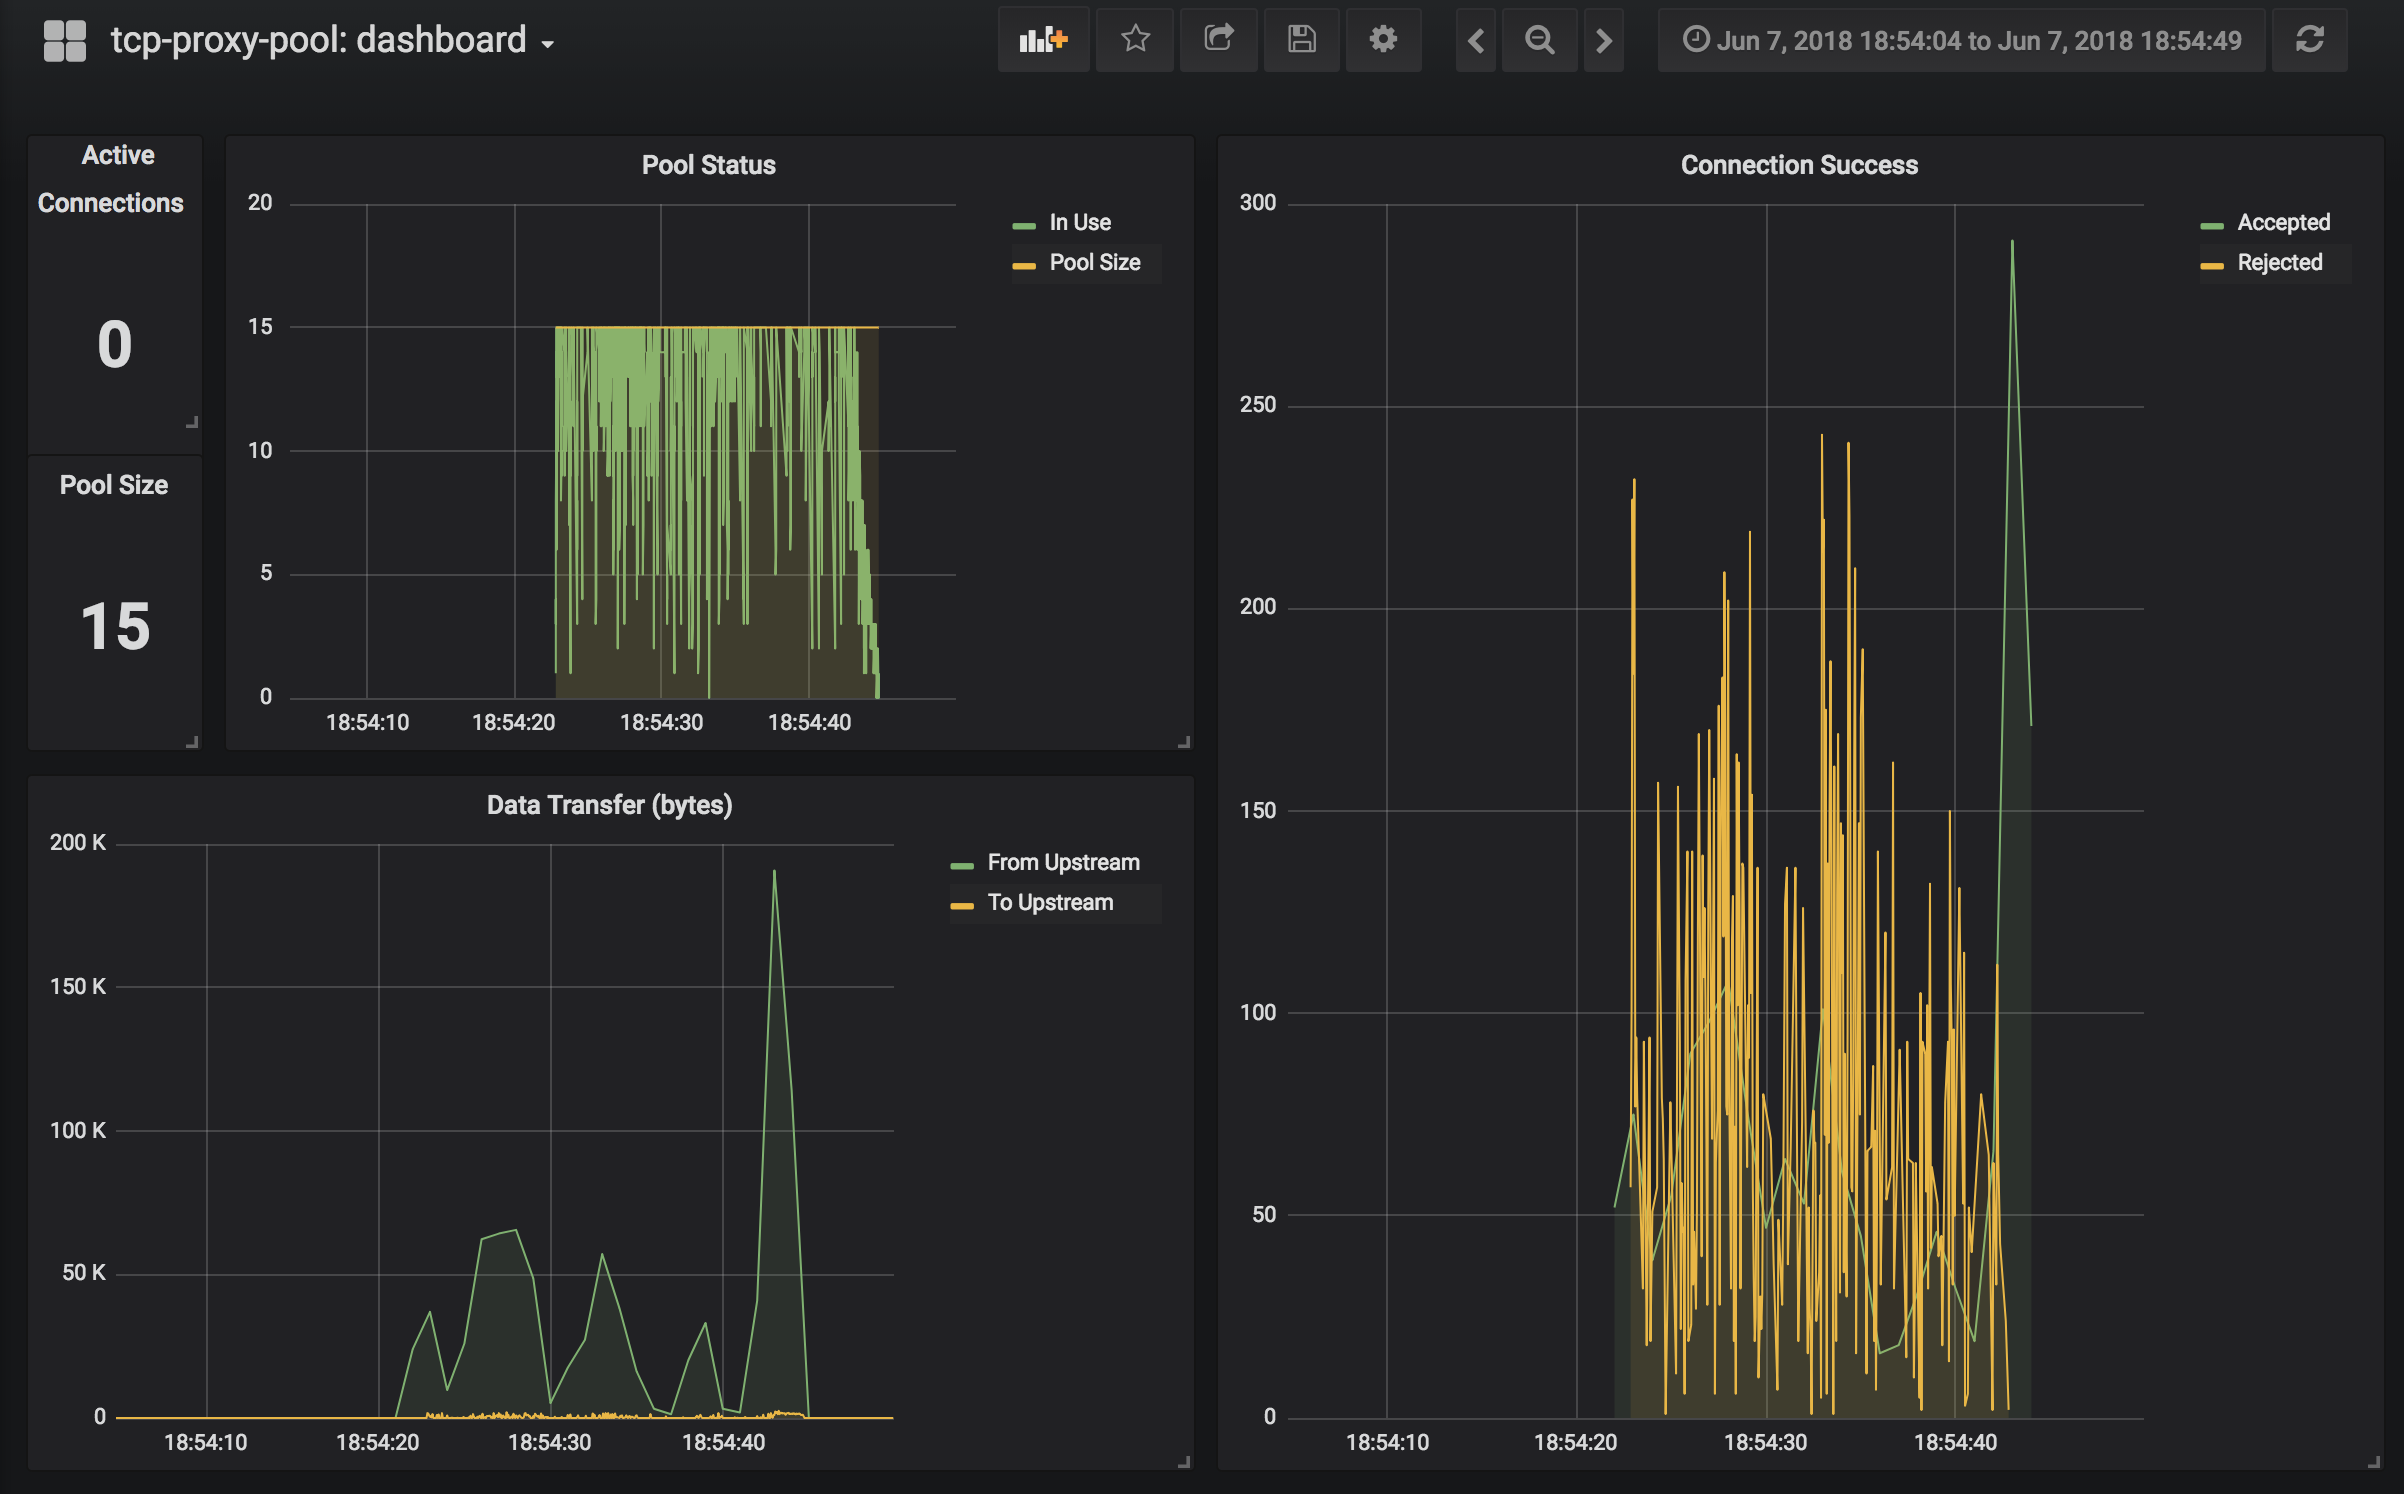 tcp-proxy-pool: dashboard
Jun 7, 2018 18:54:04 to Jun 7, 2018 18:54:49
Active
Connections
0
Pool Size
15
Pool Status
20
15
10
5
0
18:54:10 18:54:20 18:54:30 18:54:40
In Use
Pool Size
Data Transfer (bytes)
200 K
150 K
100 K
50 K
0
18:54:10 18:54:20 18:54:30 18:54:40
From Upstream
To Upstream
Connection Success
300
250
200
150
100
50
0
18:54:10 18:54:20 18:54:30 18:54:40
Accepted
Rejected